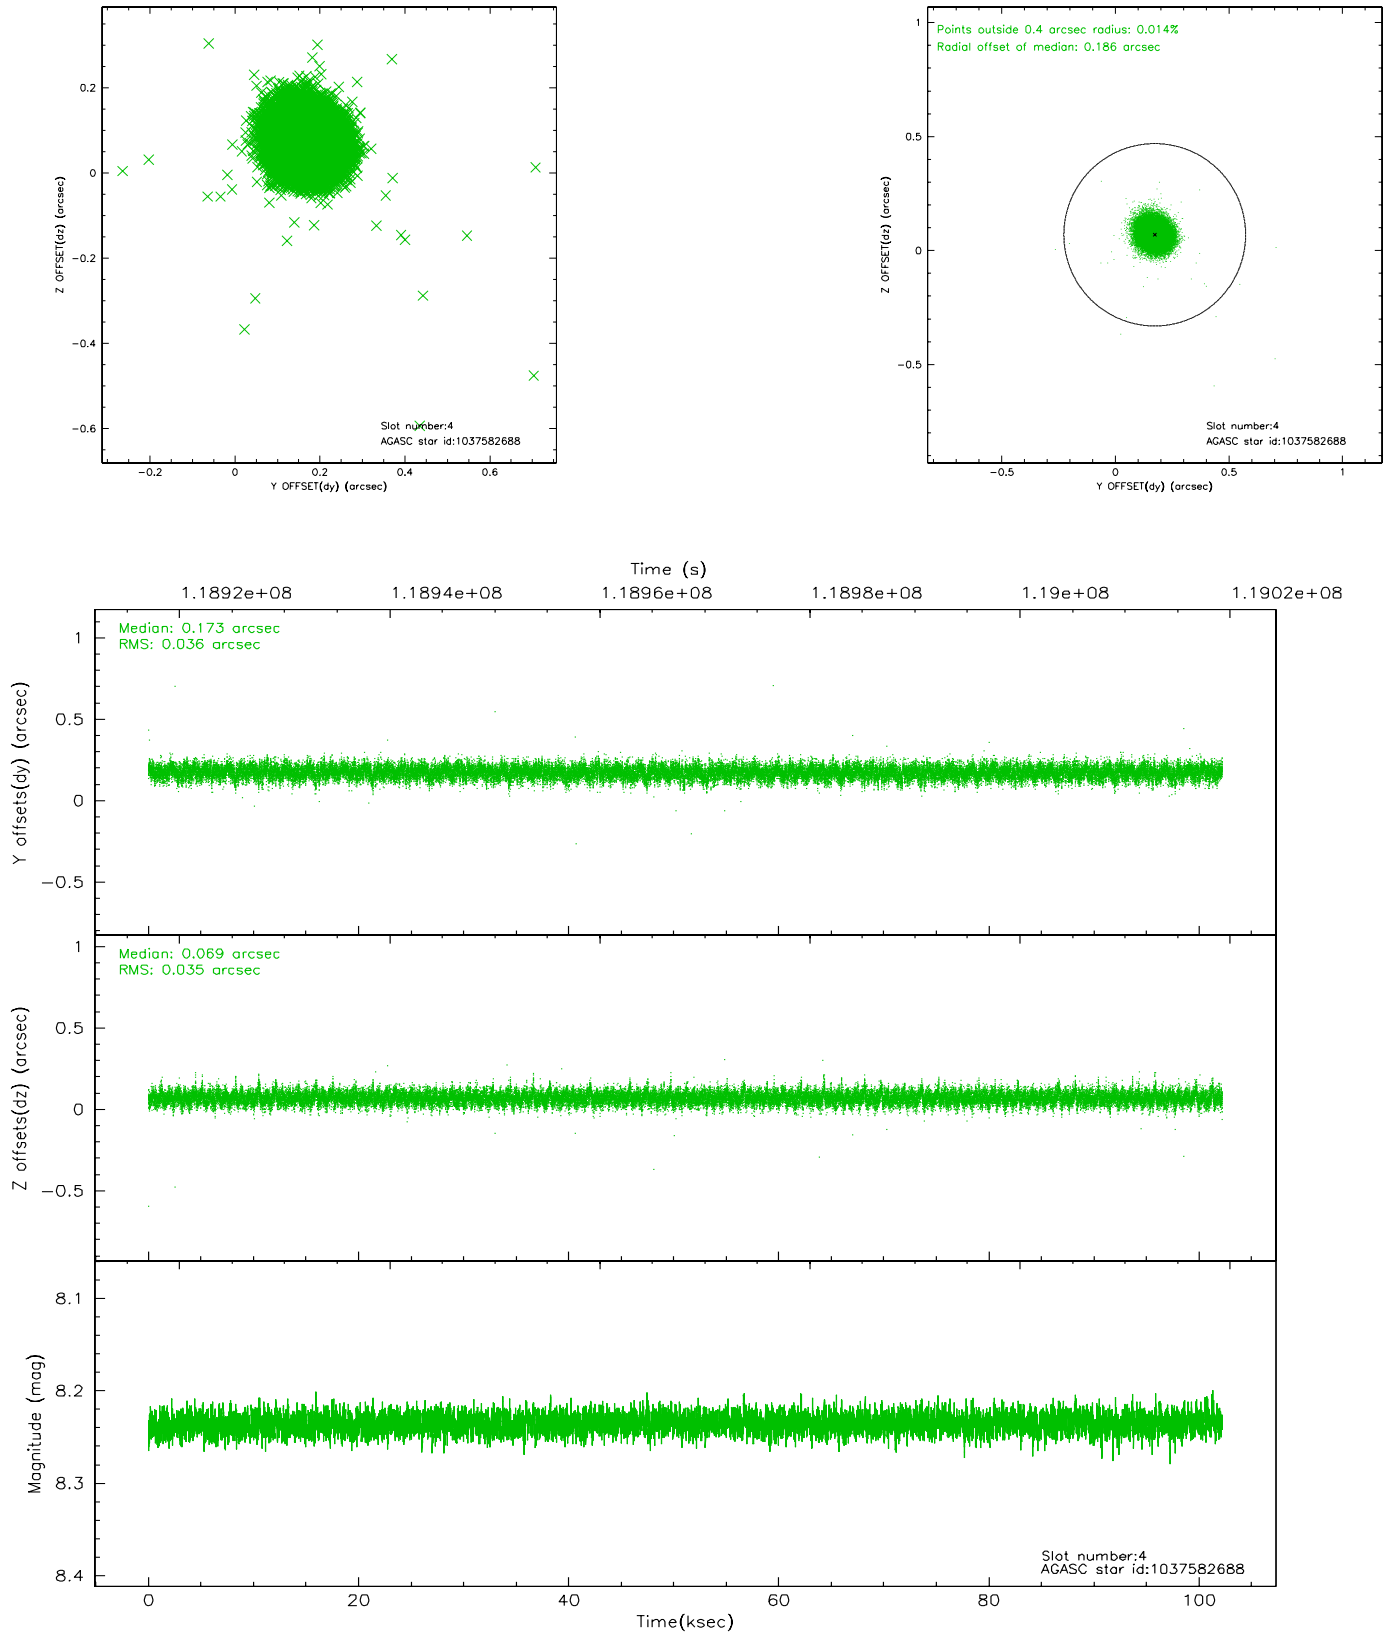 0.2
0
−0.2
−0.4
−0.6
Z OFFSET(dz) (arcsec)
Slot number:4
AGASC star id:1037582688
−0.2 0 0.2 0.4 0.6
Y OFFSET(dy) (arcsec)
Points outside 0.4 arcsec radius: 0.014%
Radial offset of median: 0.186 arcsec
1
0.5
0
−0.5
Z OFFSET(dz) (arcsec)
Slot number:4
AGASC star id:1037582688
−0.5 0 0.5 1
Y OFFSET(dy) (arcsec)
Time (s)
1.1892e+08 1.1894e+08 1.1896e+08 1.1898e+08 1.19e+08 1.1902e+08
Median: 0.173 arcsec
RMS: 0.036 arcsec
1
0.5
0
−0.5
Y offsets(dy) (arcsec)
Median: 0.069 arcsec
RMS: 0.035 arcsec
1
0.5
0
−0.5
Z offsets(dz) (arcsec)
8.1
8.2
8.3
8.4
Magnitude (mag)
Slot number:4
AGASC star id:1037582688
0 20 40 60 80 100
Time(ksec)